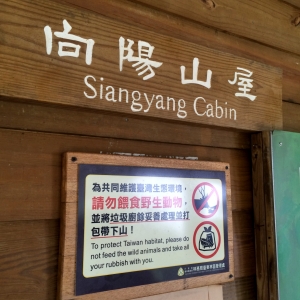 向陽山屋
Siangyang Cabin
為共同維護臺灣生態環境，
請勿餵食野生動物，
並將垃圾廚餘妥善處理並打
包帶下山！
To protect Taiwan habitat, please do
not feed the wild animals and take all
your rubbish with you.